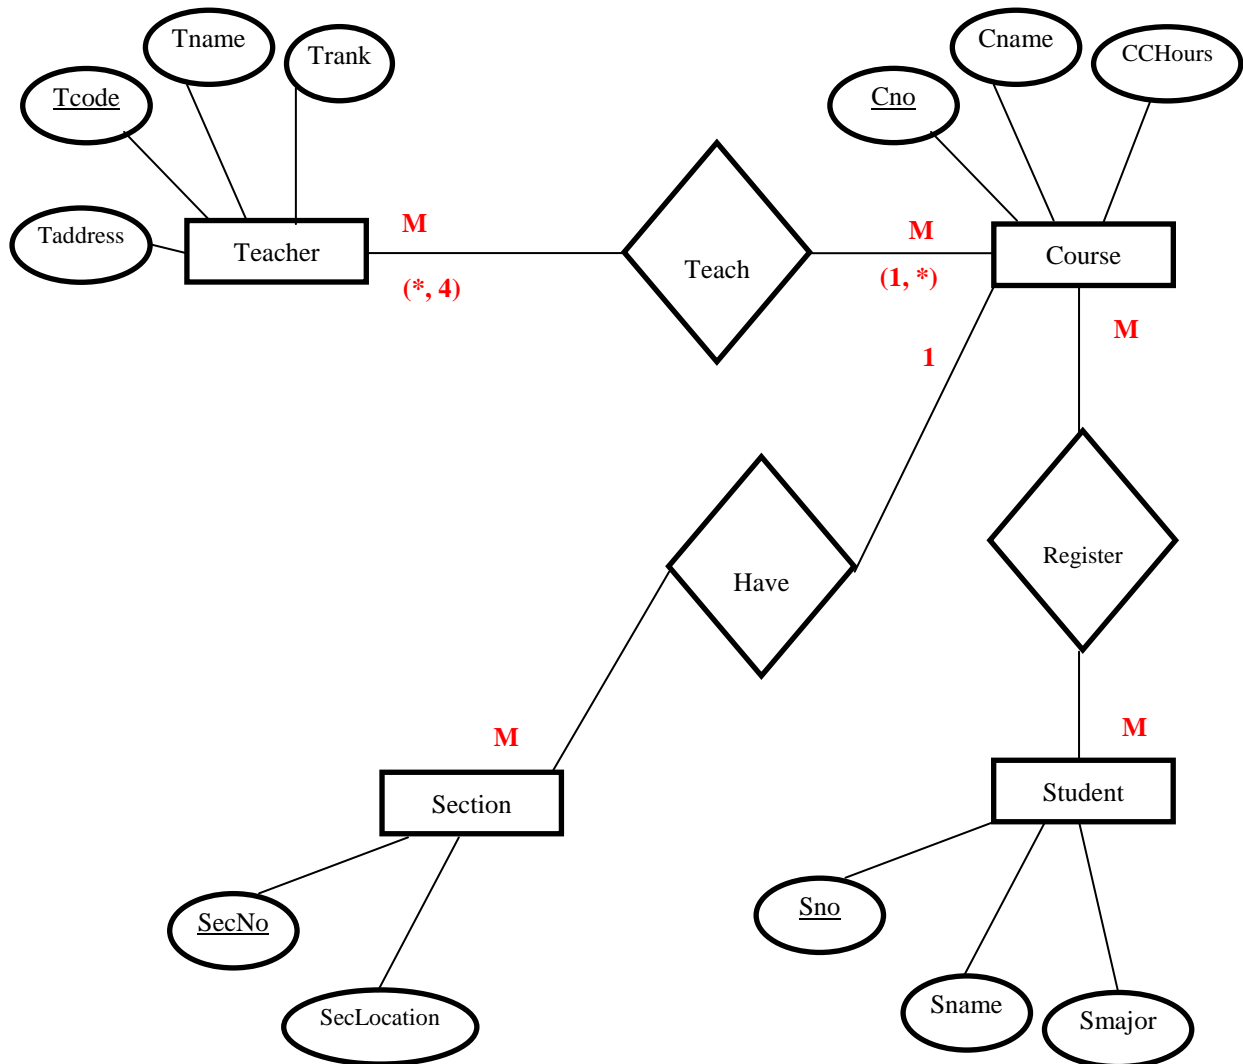 Tname
Trank
Tcode
Taddress
Teacher
M
(*, 4)
Teach
M
(1, *)
Cname
CCHours
Cno
Course
M
1
Have
Register
M
M
Section
Student
SecNo
SecLocation
Sno
Sname
Smajor